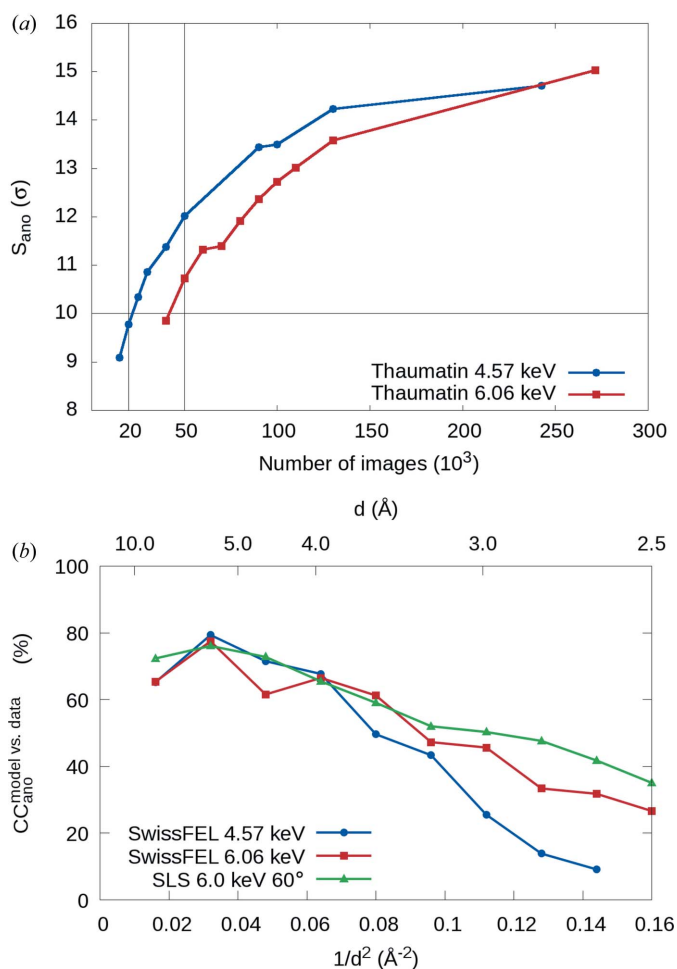 (a)
16
15
14
13
12
11
10
9
8
S_ano (σ)
Thaumatin 4.57 keV
Thaumatin 6.06 keV
20 50 100 150 200 250 300
Number of images (10³)
d (Å)
(b)
10.0 5.0 4.0 3.0 2.5
100
80
60
40
20
0
CC_ano^model vs. data (%)
SwissFEL 4.57 keV
SwissFEL 6.06 keV
SLS 6.0 keV 60°
0 0.02 0.04 0.06 0.08 0.1 0.12 0.14 0.16
1/d² (Å⁻²)